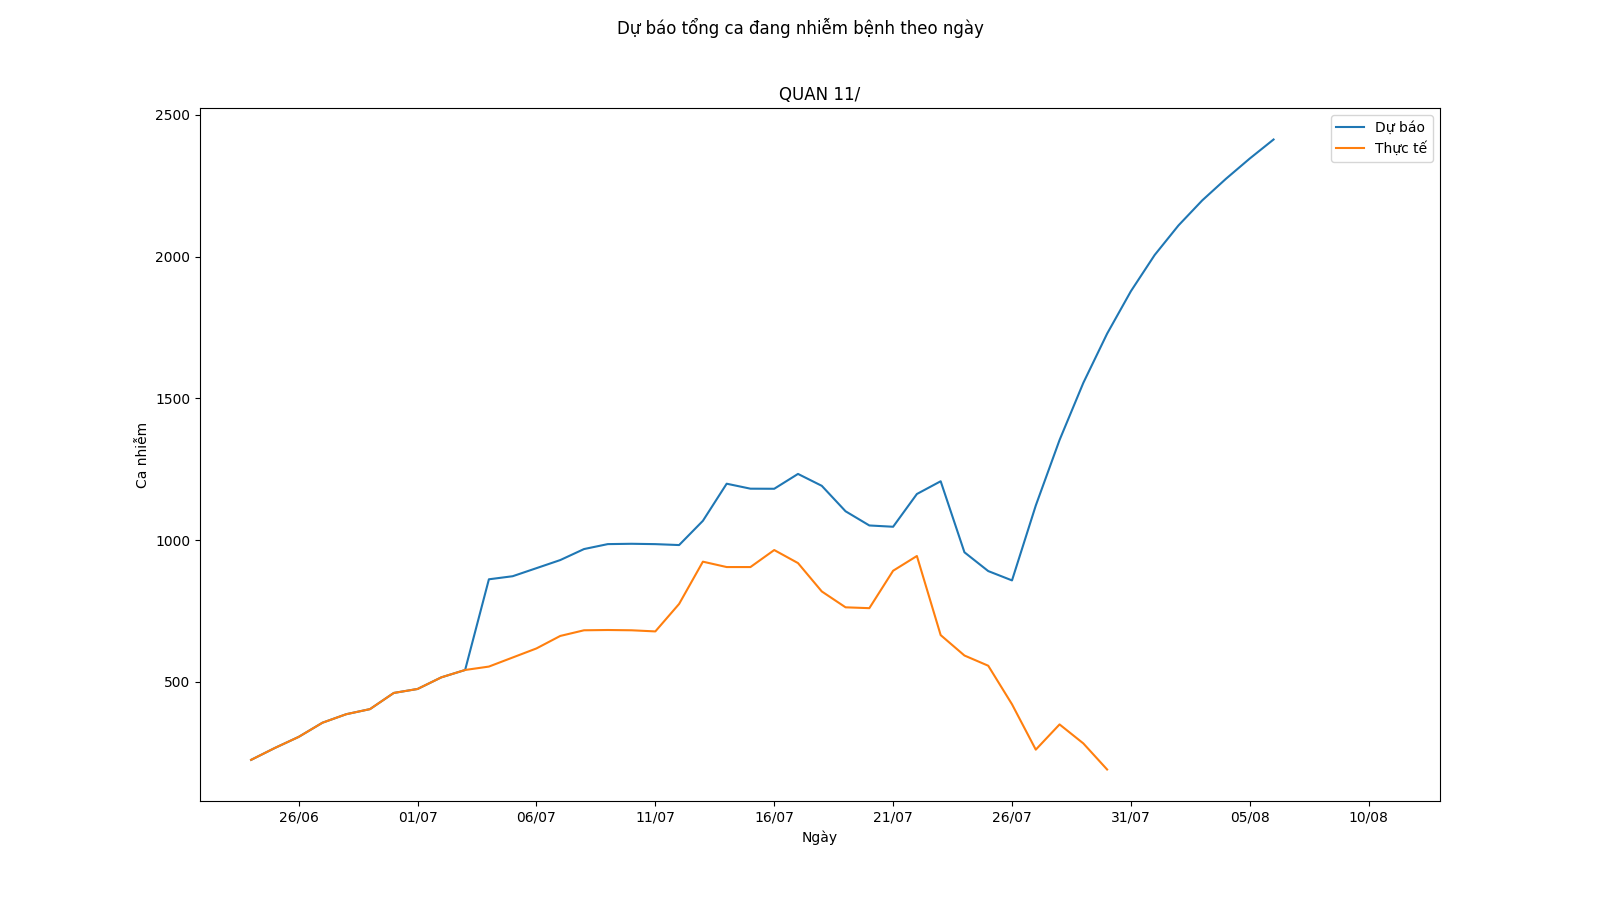 Dự báo tổng ca đang nhiễm bệnh theo ngày
QUAN 11/
2500
2000
1500
1000
500
Ca nhiễm
Dự báo
Thực tế
26/06 01/07 06/07 11/07 16/07 21/07 26/07 31/07 05/08 10/08
Ngày